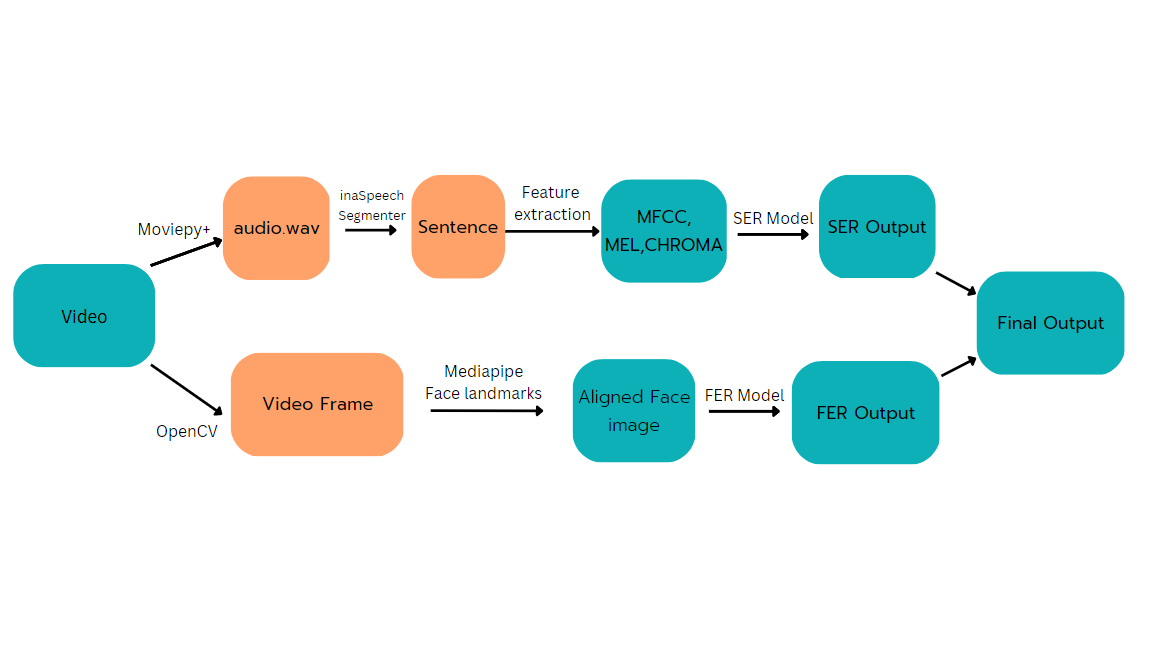 Moviepy+
audio.wav
inaSpeech
Segmenter
Sentence
Feature
extraction
MFCC,
MEL,CHROMA
SER Model
SER Output
Video
Final Output
OpenCV
Video Frame
Mediapipe
Face landmarks
Aligned Face
image
FER Model
FER Output